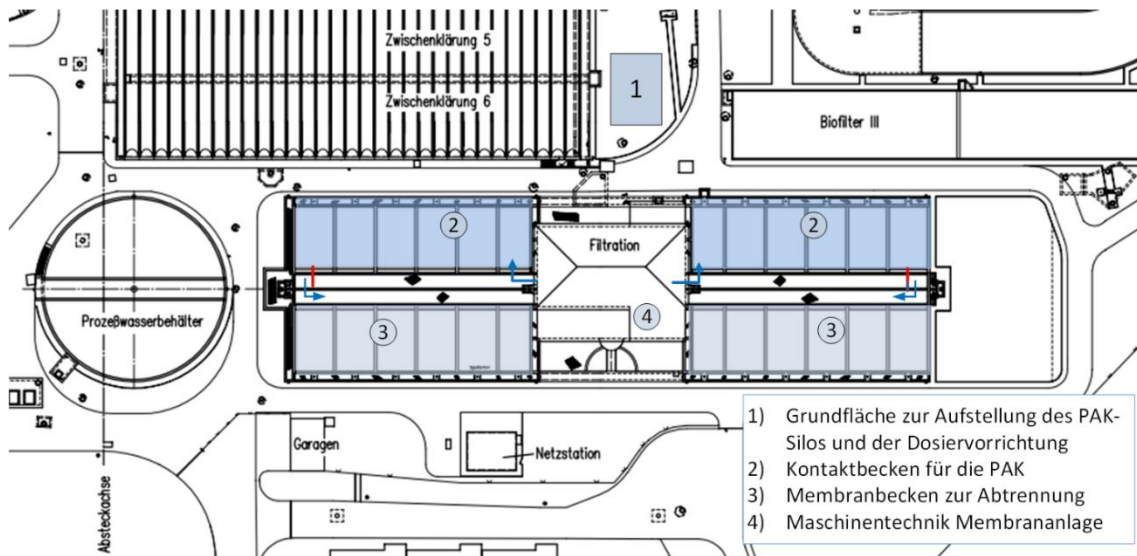 Zwischenklärung 5
Zwischenklärung 6
1
Biofilter III
2
Filtration
2
Prozeßwasserbehälter
3
4
3
Garagen
Netzstation
Absteckachse
1) Grundfläche zur Aufstellung des PAK-
Silos und der Dosiervorrichtung
2) Kontaktbecken für die PAK
3) Membranbecken zur Abtrennung
4) Maschinentechnik Membrananlage